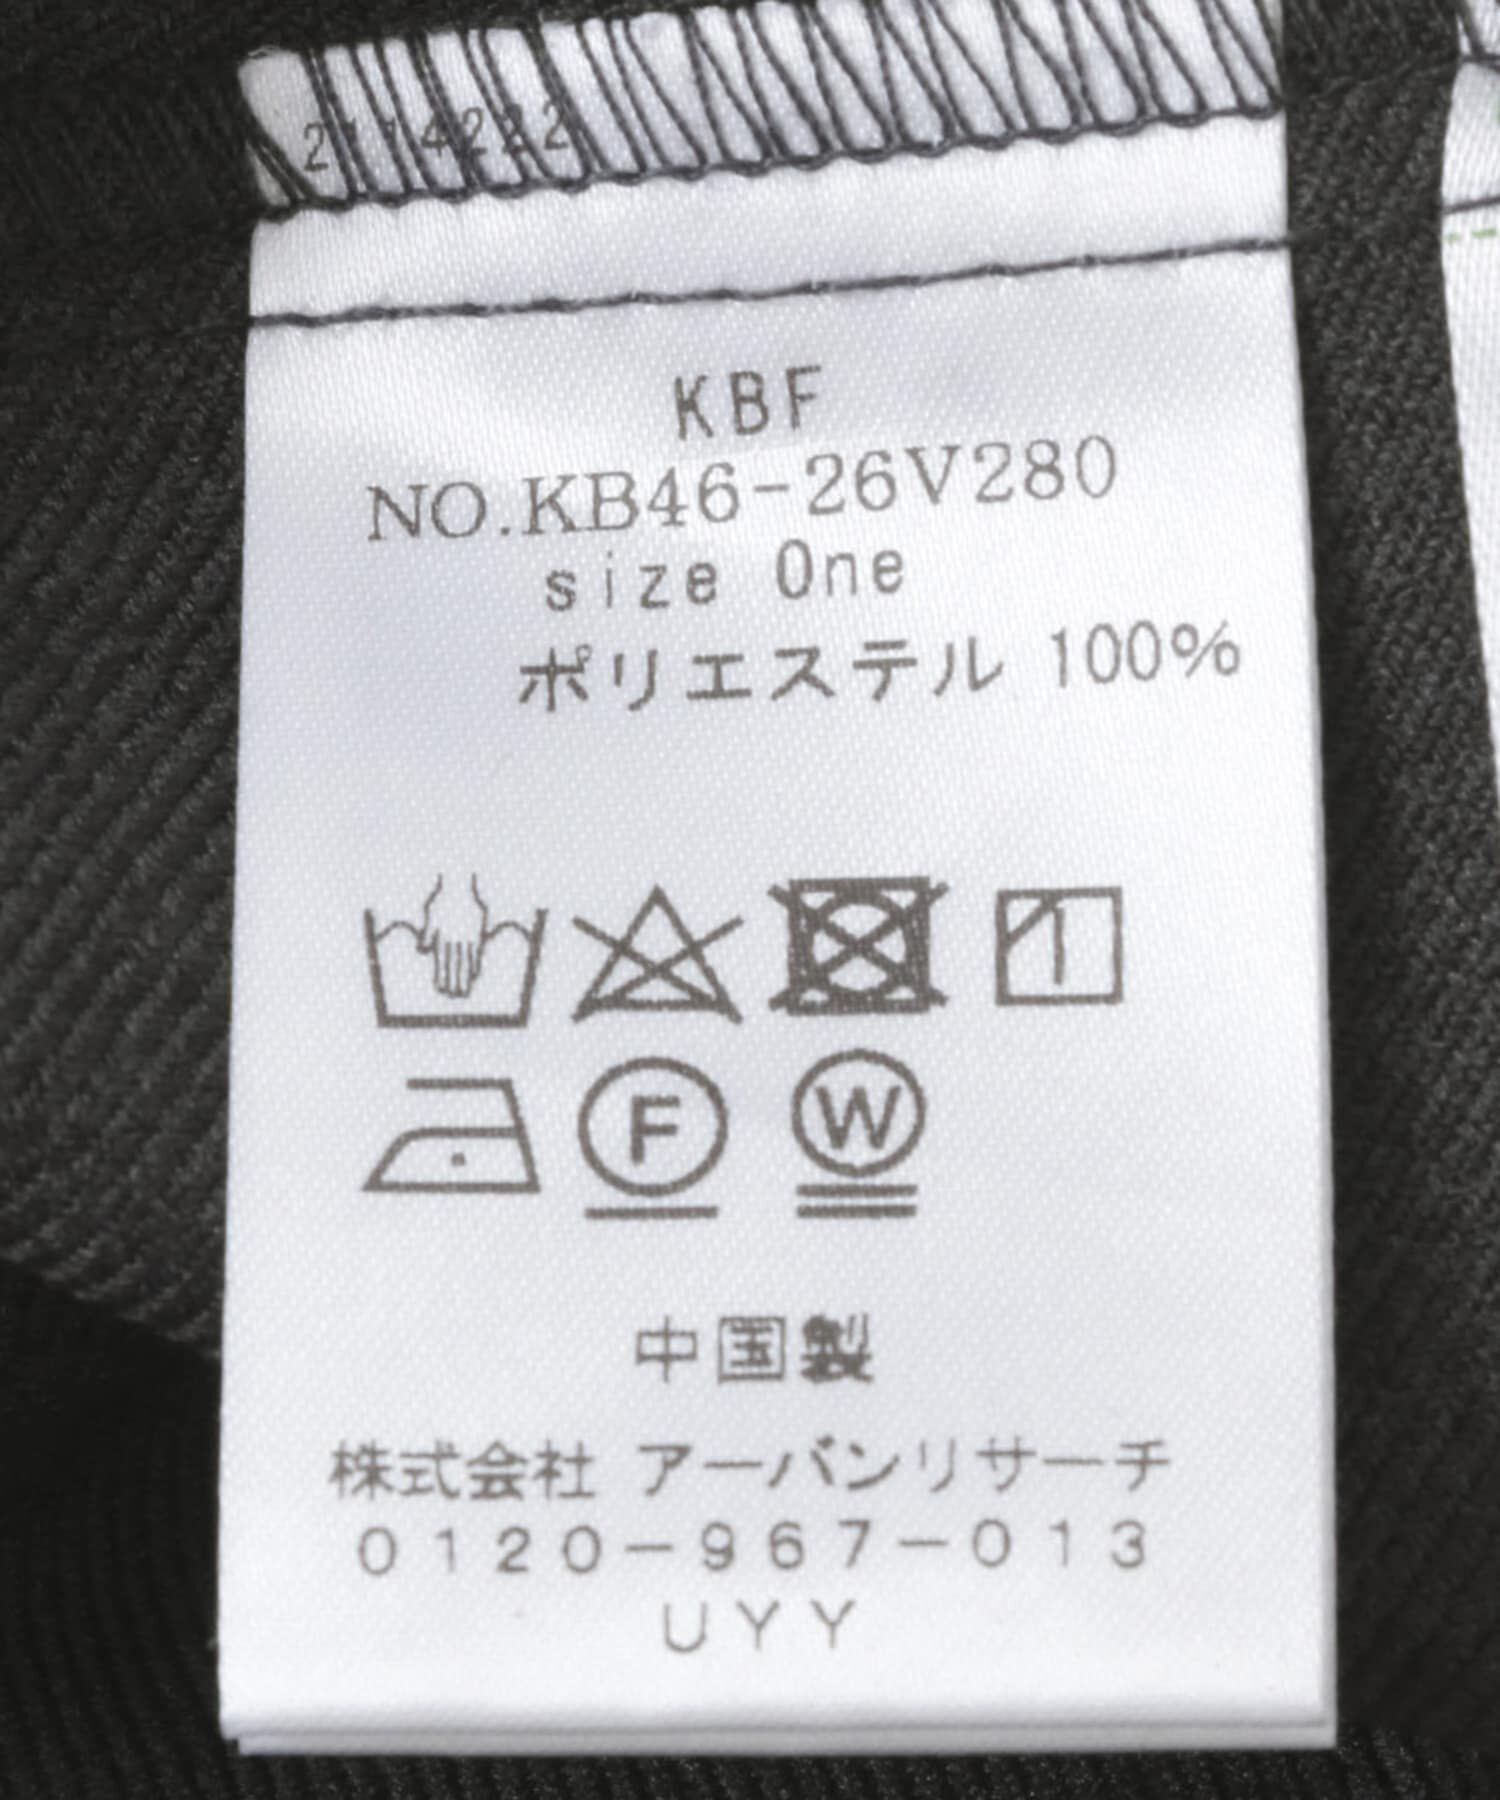 2114222
KBF
NO.KB46-26V280
size One
ポリエステル 100%
F W
中国製
株式会社 アーバンリサーチ
0120-967-013
UYY